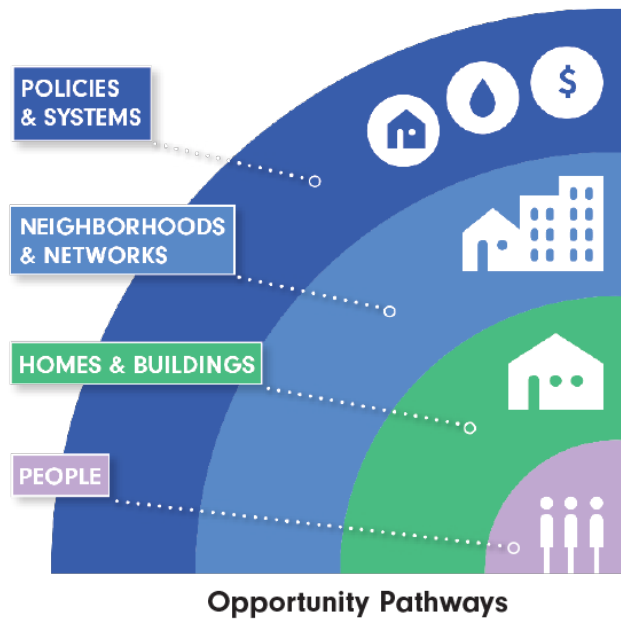 POLICIES
& SYSTEMS
$
NEIGHBORHOODS
& NETWORKS
HOMES & BUILDINGS
PEOPLE
Opportunity Pathways